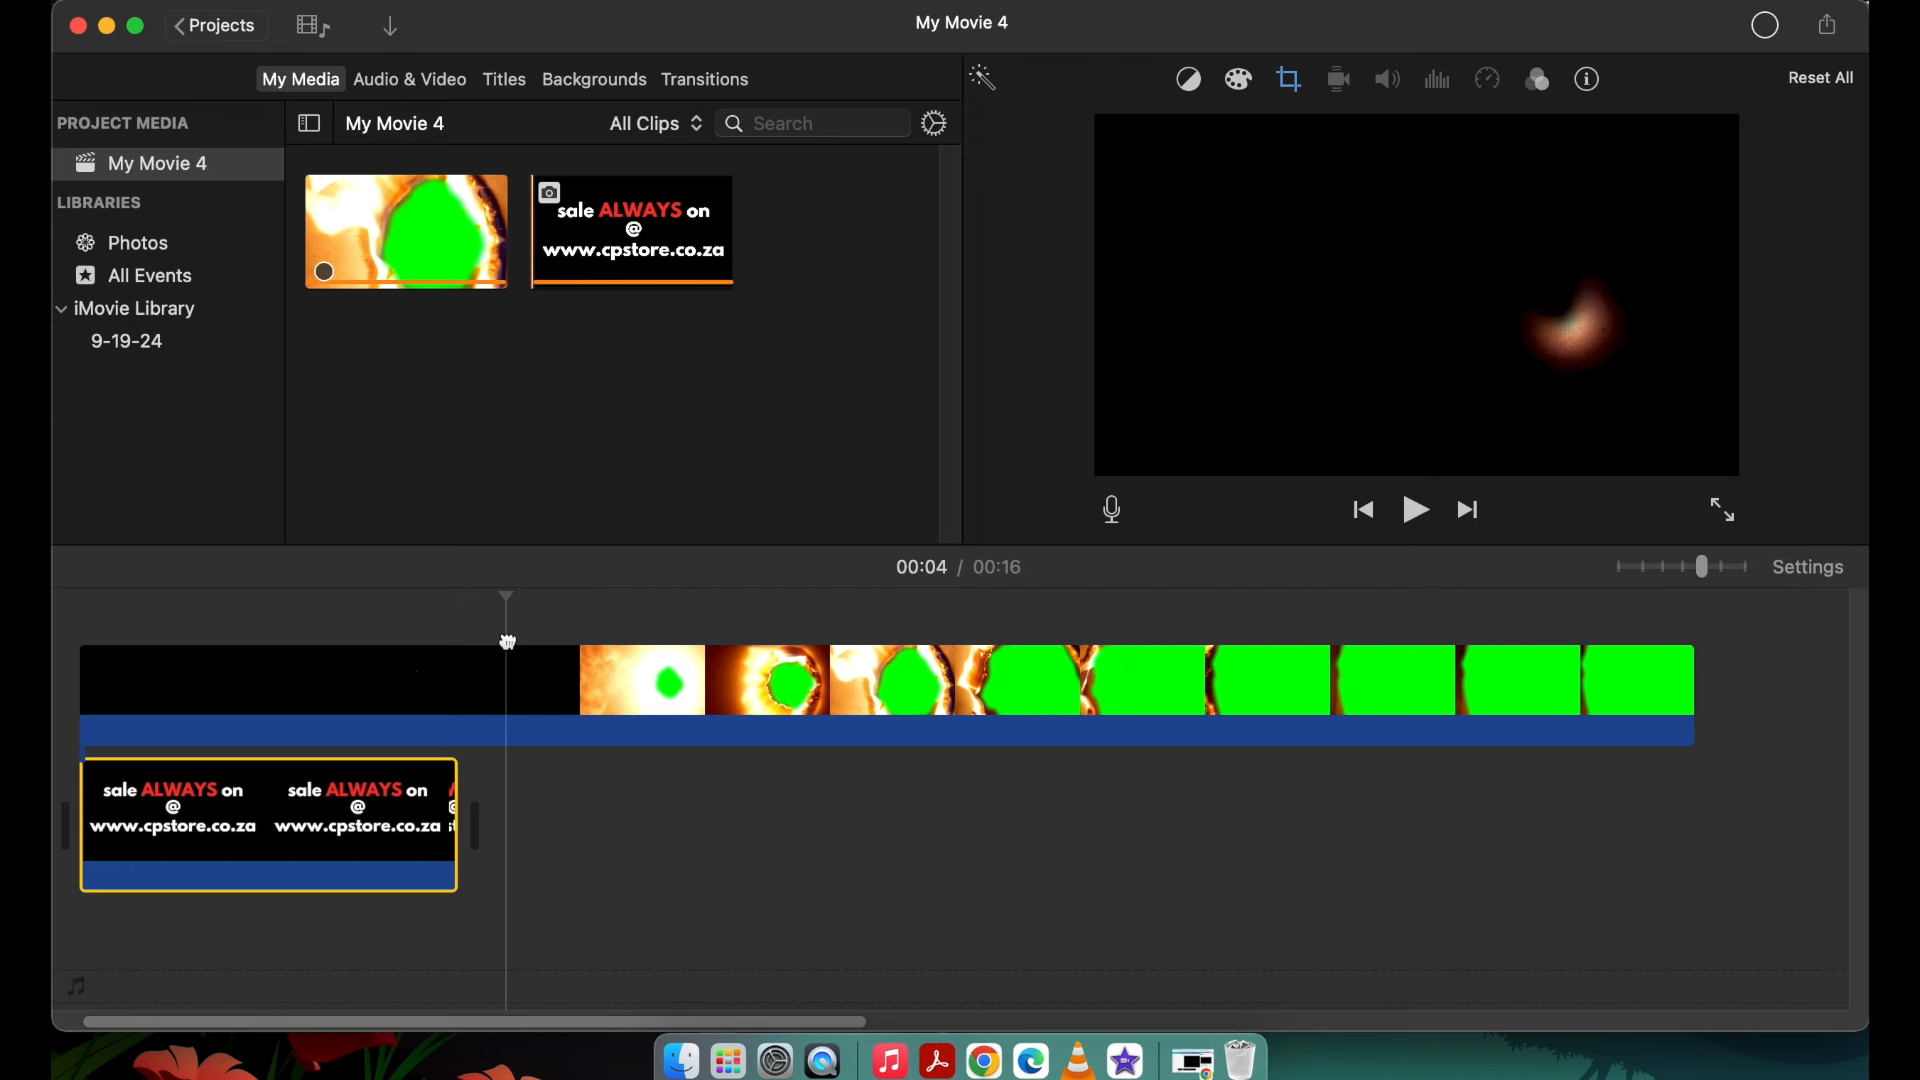 Projects
My Movie 4
My Media Audio & Video Titles Backgrounds Transitions
Reset All
PROJECT MEDIA
My Movie 4
LIBRARIES
Photos
All Events
iMovie Library
9-19-24
My Movie 4
All Clips
Search
sale ALWAYS on
@
www.cpstore.co.za
00:04 / 00:16
Settings
sale ALWAYS on
@
www.cpstore.co.za
sale ALWAYS on
@
www.cpstore.co.za